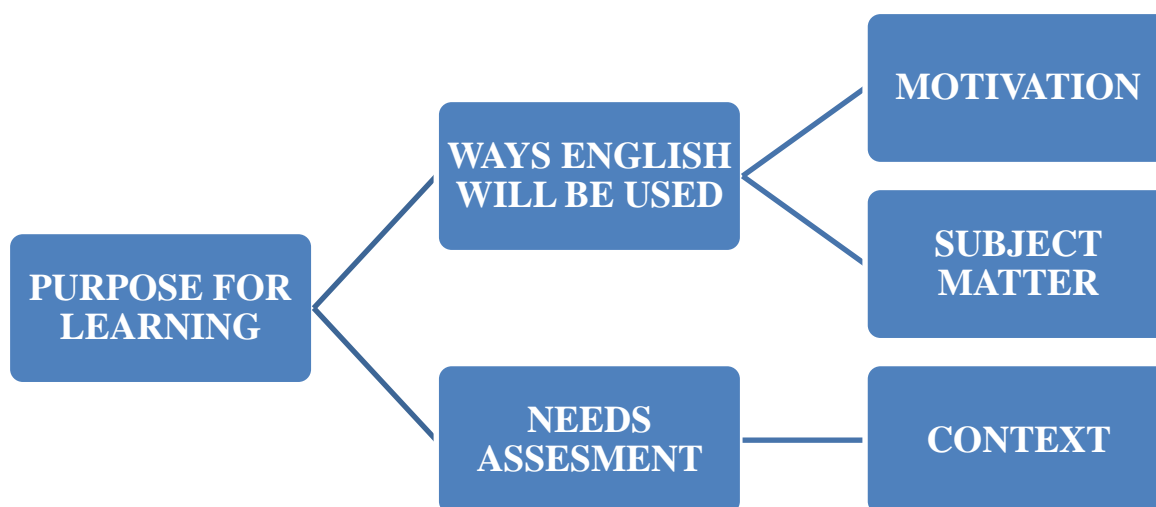 PURPOSE FOR
LEARNING
WAYS ENGLISH
WILL BE USED
MOTIVATION
SUBJECT
MATTER
NEEDS
ASSESMENT
CONTEXT